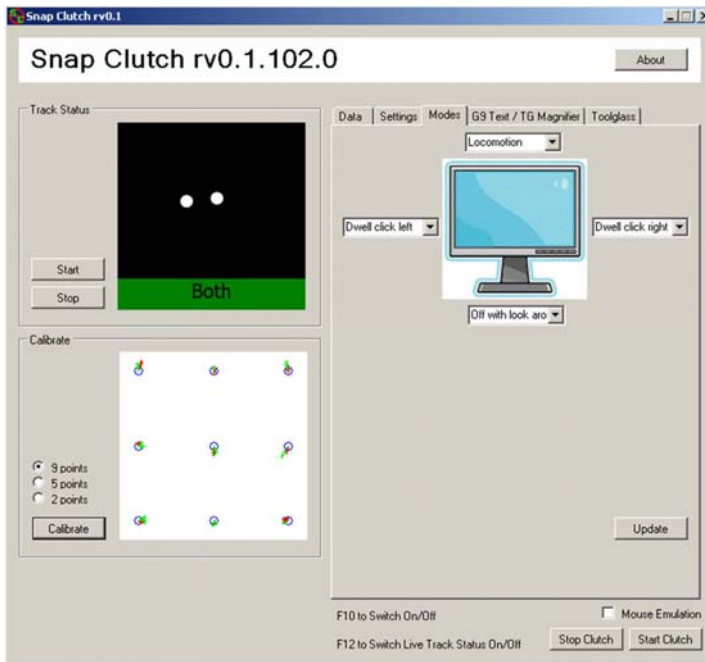 Snap Clutch rv0.1
Snap Clutch rv0.1.102.0
About
Track Status
Both
Start
Stop
Calibrate
9 points
5 points
2 points
Calibrate
Data
Settings
Modes
G9 Text / TG Magnifier
Toolglass
Locomotion
Dwell click left
Dwell click right
Off with look aro
Update
F10 to Switch On/Off
Mouse Emulation
F12 to Switch Live Track Status On/Off
Stop Clutch
Start Clutch